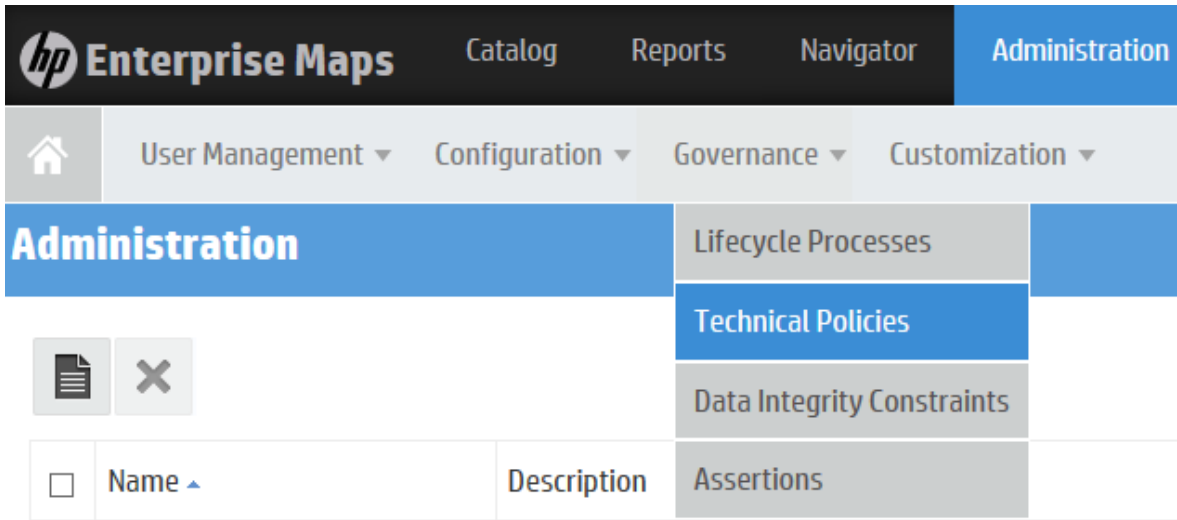 hp Enterprise Maps Catalog Reports Navigator Administration
User Management Configuration Governance Customization
Administration
Lifecycle Processes
Technical Policies
Data Integrity Constraints
Assertions
Name Description